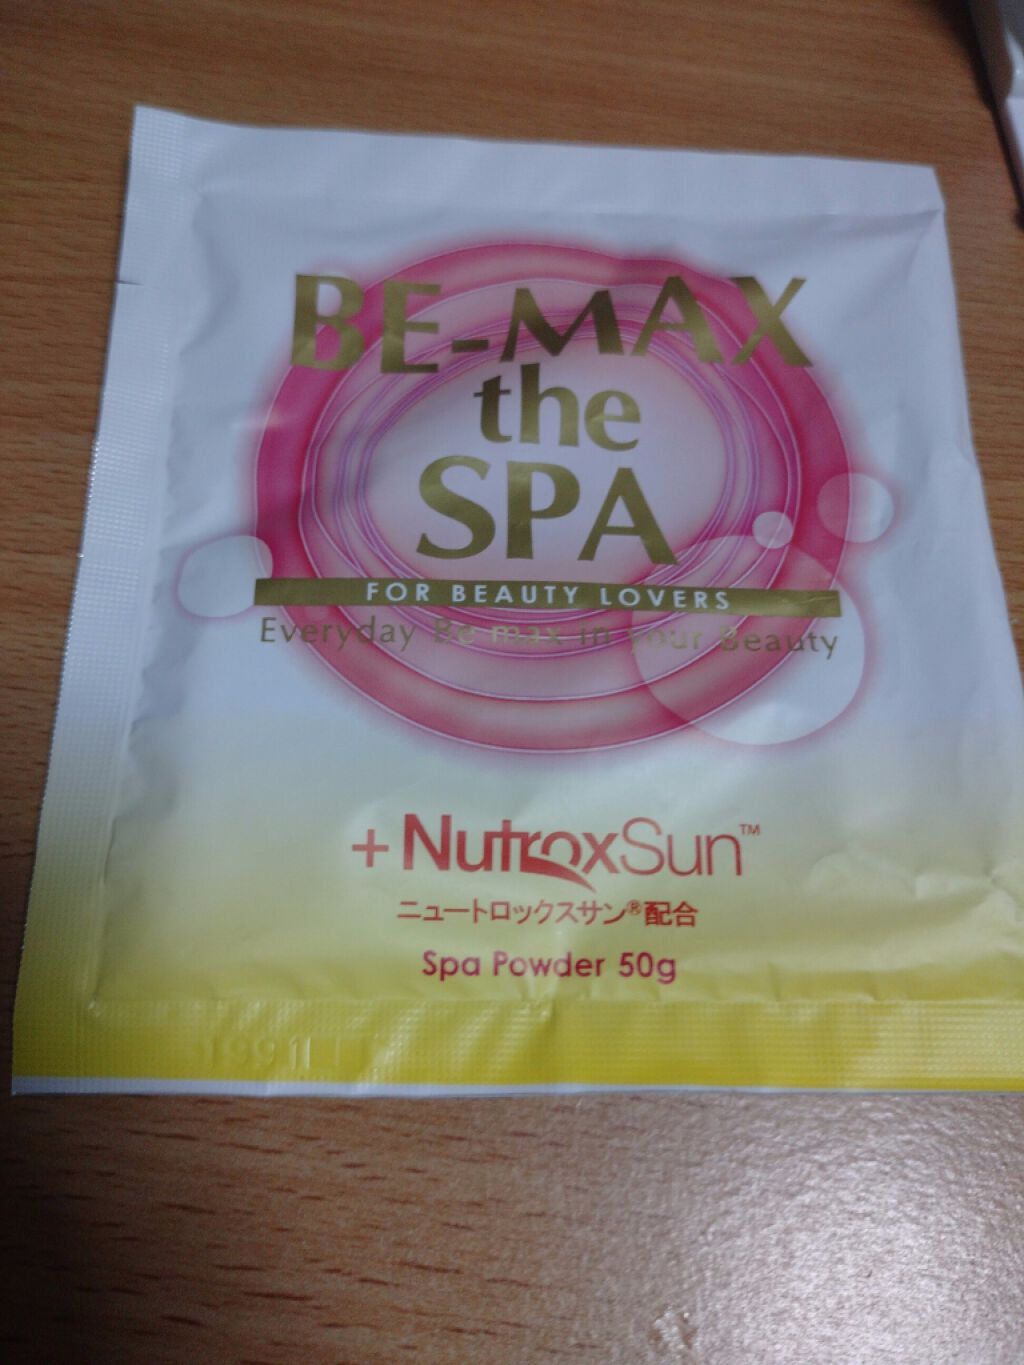 BE-MAX
the
SPA
FOR BEAUTY LOVERS
Everyday Be max in your Beauty
+NutroxSun™
ニュートロックスサン®配合
Spa Powder 50g